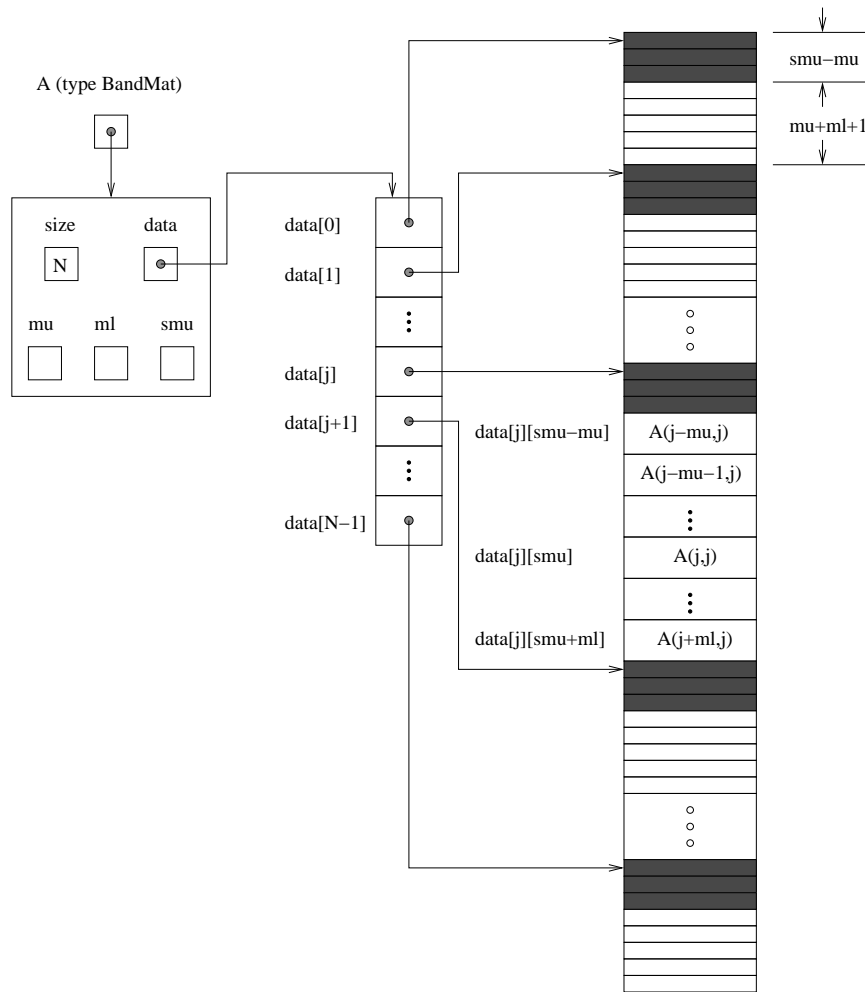 A (type BandMat)
size
data
N
mu
ml
smu
data[0]
data[1]
data[j]
data[j+1]
data[N−1]
data[j][smu−mu]
data[j][smu]
data[j][smu+ml]
A(j−mu,j)
A(j−mu−1,j)
A(j,j)
A(j+ml,j)
smu−mu
mu+ml+1